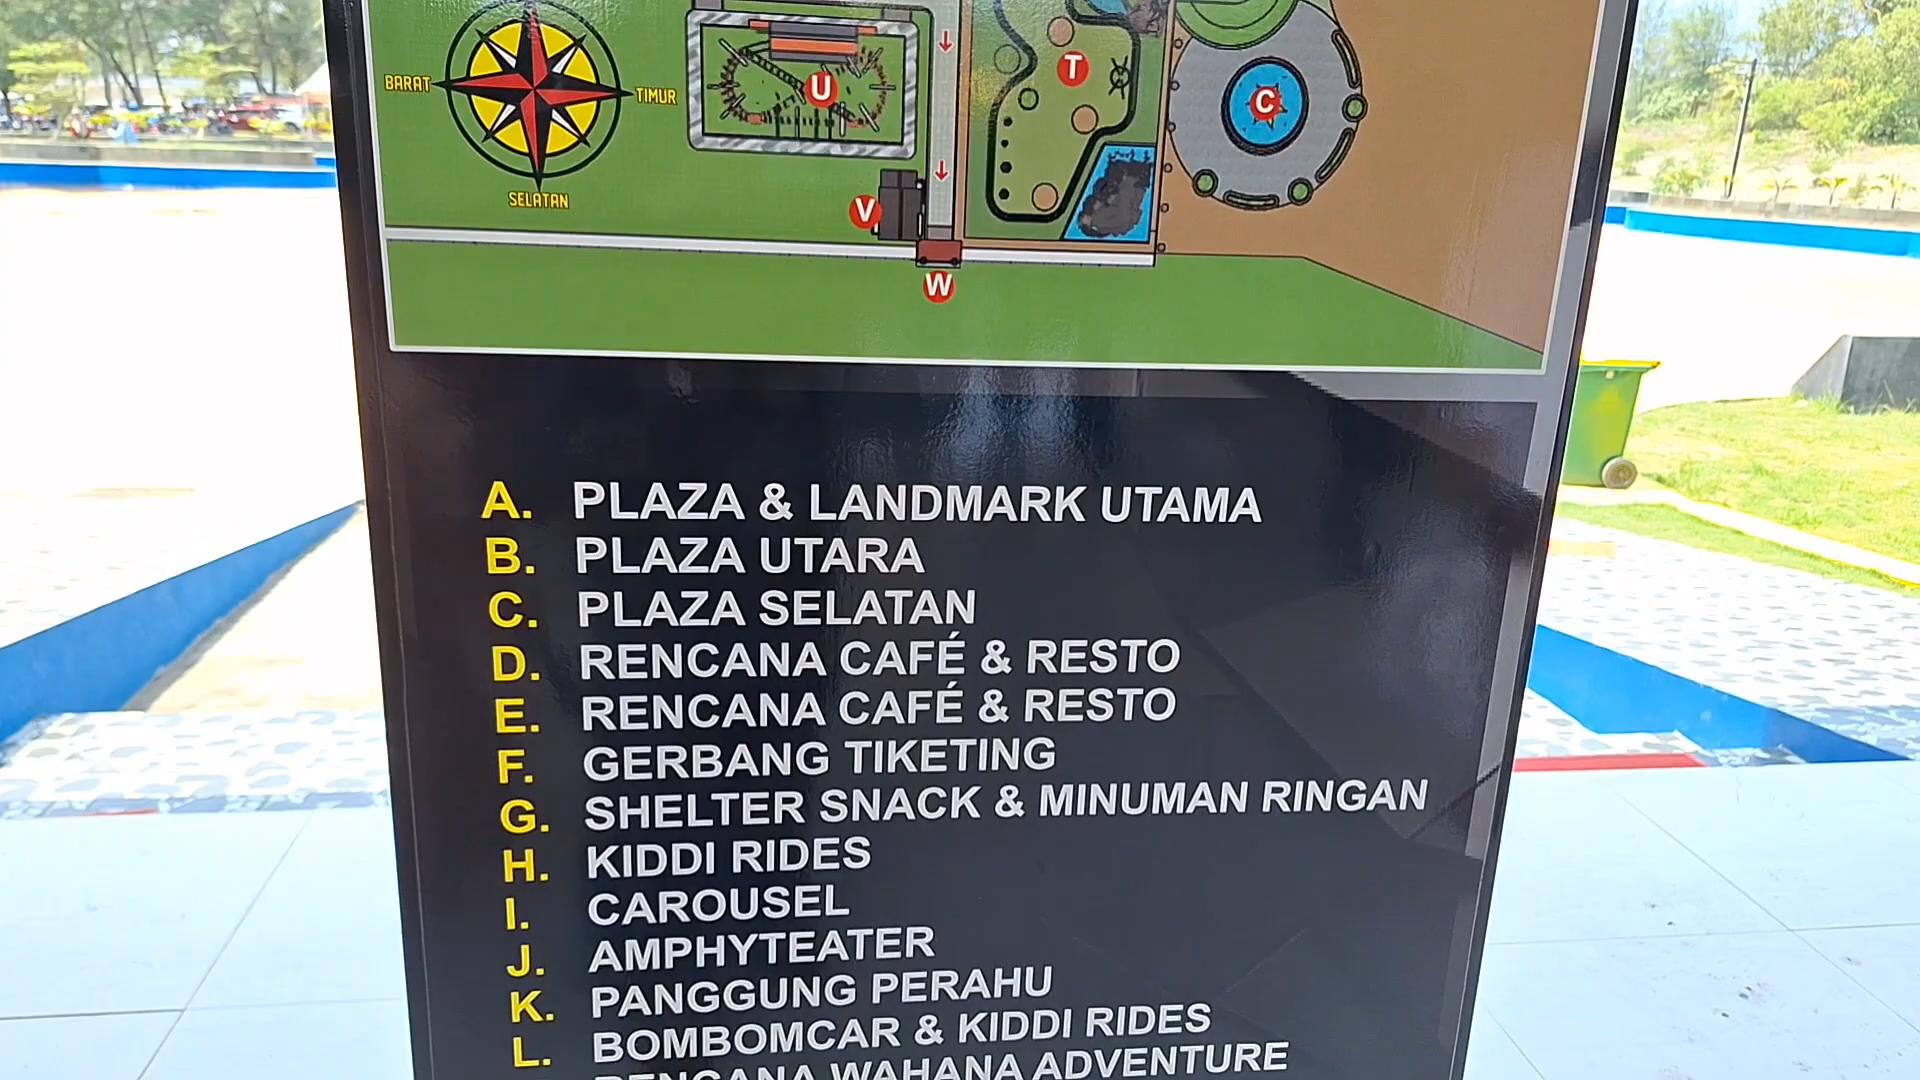 BARAT
TIMUR
SELATAN
U
T
C
V
W
A. PLAZA & LANDMARK UTAMA
B. PLAZA UTARA
C. PLAZA SELATAN
D. RENCANA CAFÉ & RESTO
E. RENCANA CAFÉ & RESTO
F. GERBANG TIKETING
G. SHELTER SNACK & MINUMAN RINGAN
H. KIDDI RIDES
I. CAROUSEL
J. AMPHYTEATER
K. PANGGUNG PERAHU
L. BOMBOMCAR & KIDDI RIDES
RENCANA WAHANA ADVENTURE